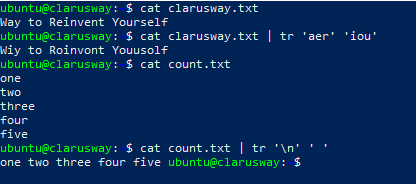 ubuntu@clarusway:~$ cat clarusway.txt
Way to Reinvent Yourself
ubuntu@clarusway:~$ cat clarusway.txt | tr 'aer' 'iou'
Wiy to Roinvont Youusolf
ubuntu@clarusway:~$ cat count.txt
one
two
three
four
five
ubuntu@clarusway:~$ cat count.txt | tr '\n' ' '
one two three four five ubuntu@clarusway:~$